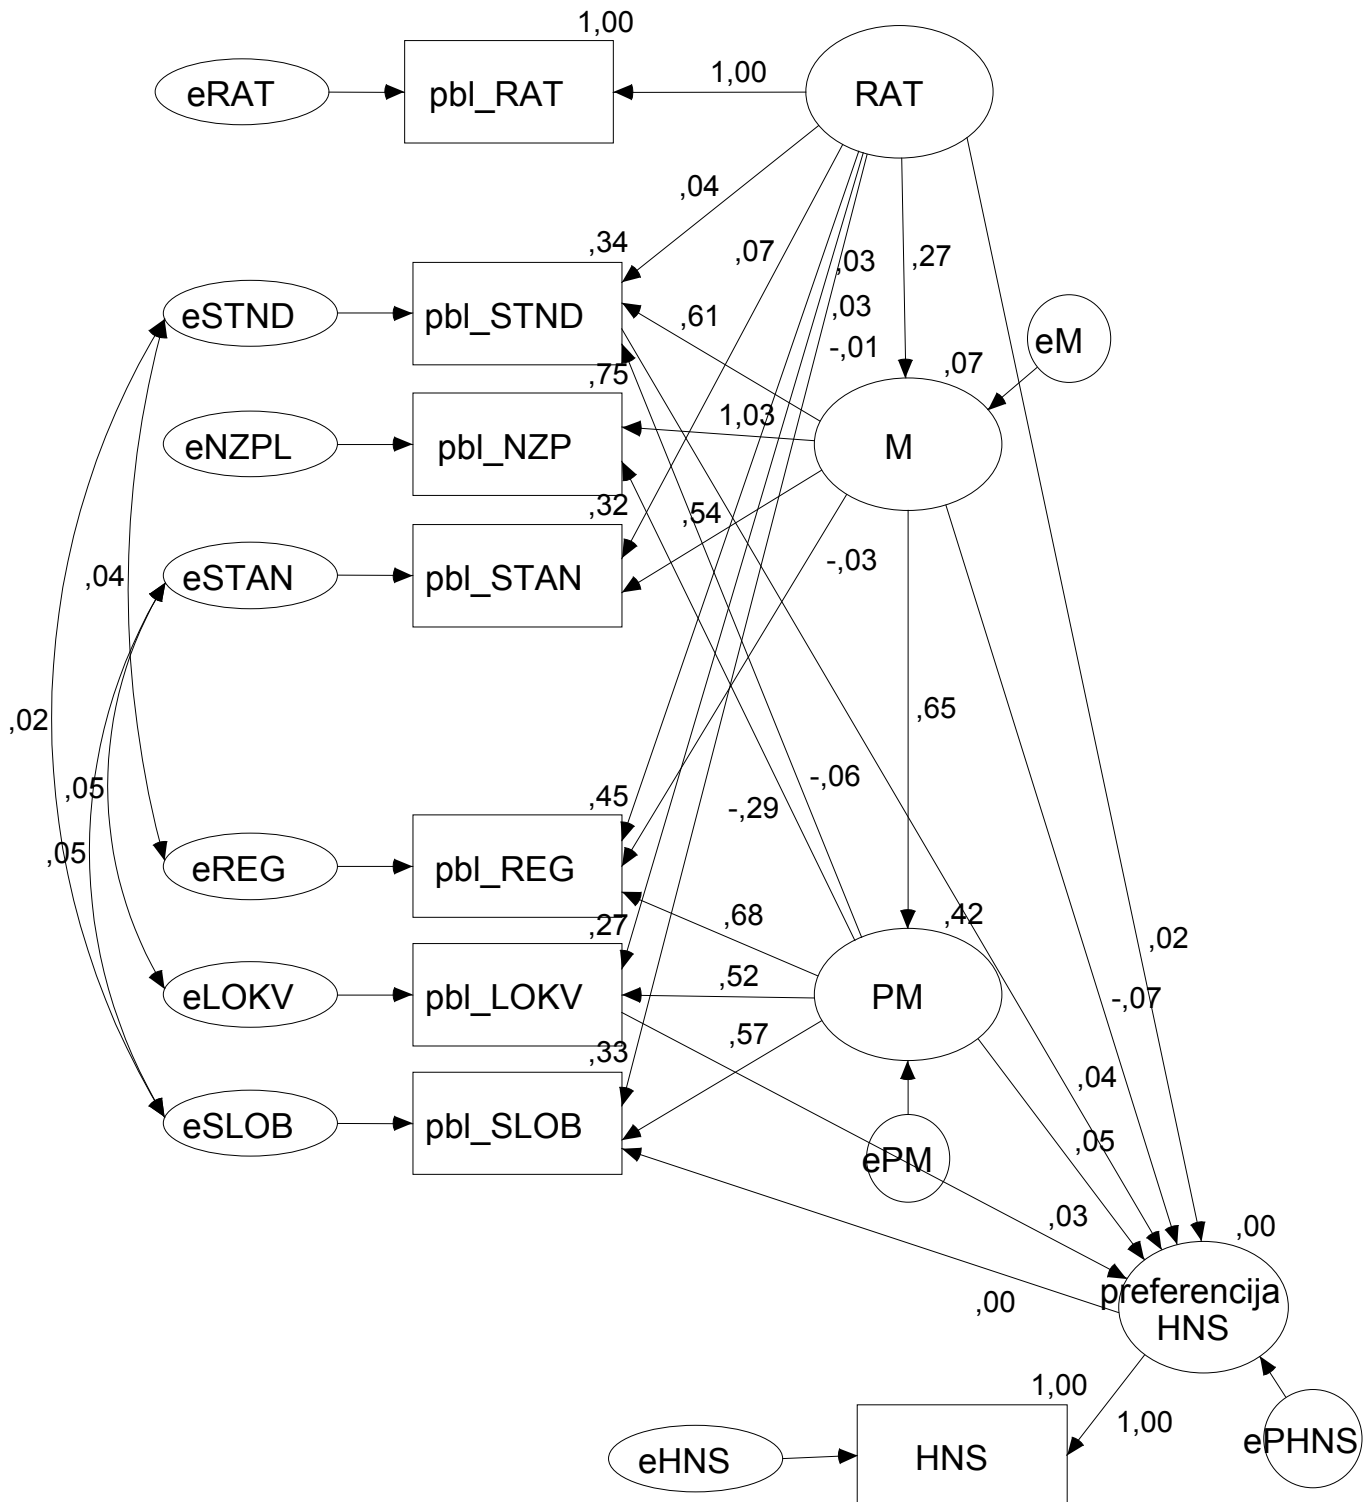 1,00
eRAT
pbl_RAT
1,00
RAT
,04
,34
,07
,03
,27
eSTND
pbl_STND
,61
,03
-,01
eM
,75
,07
1,03
eNZPL
pbl_NZP
M
,32
,54
-,03
,04
eSTAN
pbl_STAN
,02
,65
,05
,45
-,29
-,06
,05
eREG
pbl_REG
,27
,68
,42
,02
eLOKV
pbl_LOKV
,52
PM
-,07
,33
,57
,04
eSLOB
pbl_SLOB
ePM
,05
,03
,00
,00
preferencija
HNS
1,00
1,00
eHNS
HNS
ePHNS